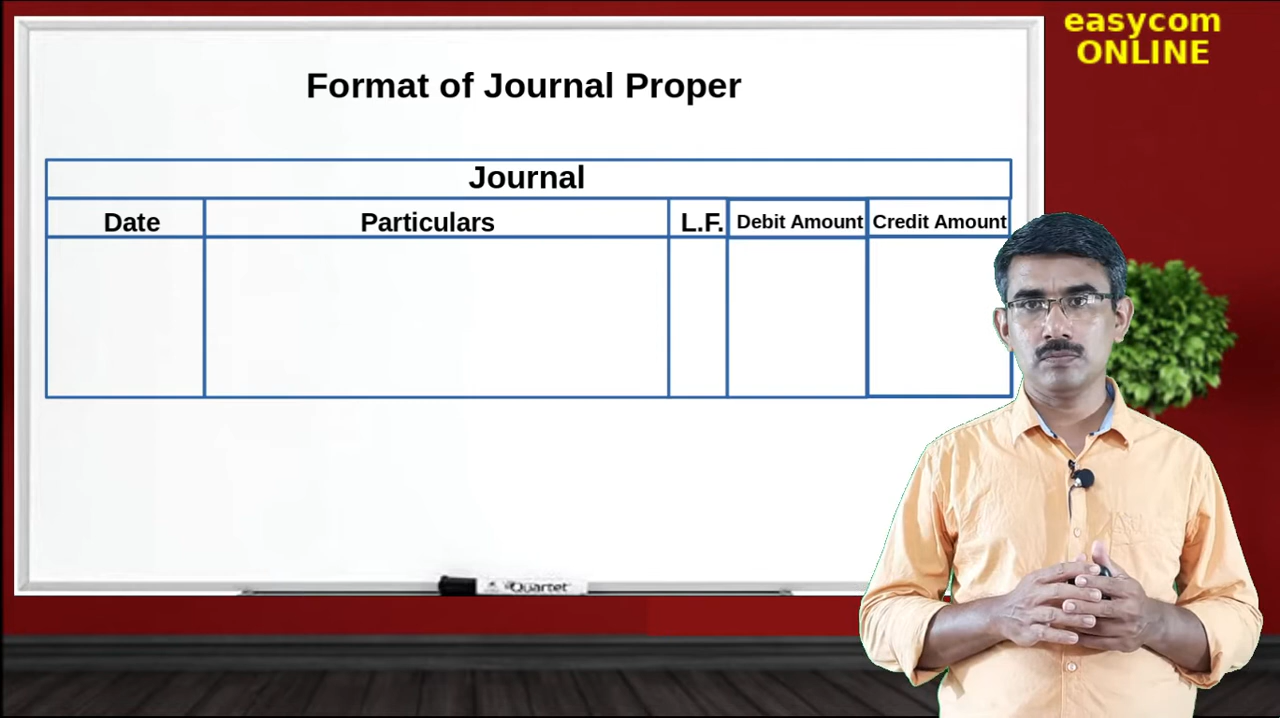 easycom
ONLINE
Format of Journal Proper
Journal
Date Particulars L.F. Debit Amount Credit Amount
Quartet